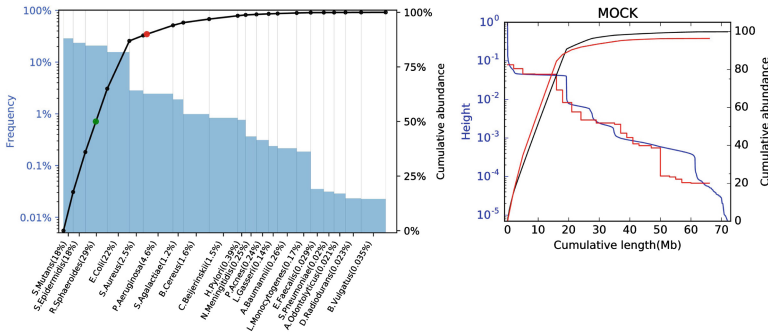 MOCK
100%
10%
1%
0.1%
0.01%
Frequency
100%
75%
50%
25%
0%
Cumulative abundance
S.Mutans(18%)
S.Epidermidis(18%)
R.Sphaeroides(29%)
E.Coli(22%)
S.Aureus(2.5%)
P.Aeruginosa(4.6%)
S.Agalactiae(1.2%)
B.Cereus(1.6%)
C.Beijerinskii(1.5%)
H.Pylori(0.39%)
N.Meningitidis(0.25%)
P.Acnes(0.24%)
L.Gasseri(0.14%)
A.Baumannii(0.26%)
L.Monocytogenes(0.17%)
E.Faecalis(0.029%)
S.Pneumoniae(0.02%)
A.Odontolyticus(0.021%)
D.Radiodurans(0.023%)
B.Vulgatus(0.035%)
10^0
10^-1
10^-2
10^-3
10^-4
10^-5
Height
100
80
60
40
20
0
Cumulative abundance
0 10 20 30 40 50 60 70
Cumulative length(Mb)